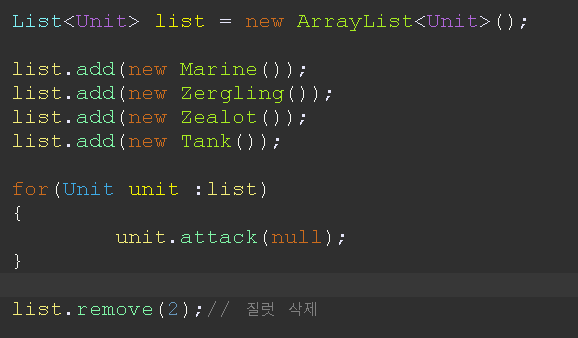 List<Unit> list = new ArrayList<Unit>();
list.add(new Marine());
list.add(new Zergling());
list.add(new Zealot());
list.add(new Tank());
for(Unit unit :list)
{
unit.attack(null);
}
list.remove(2);// 질럿 삭제